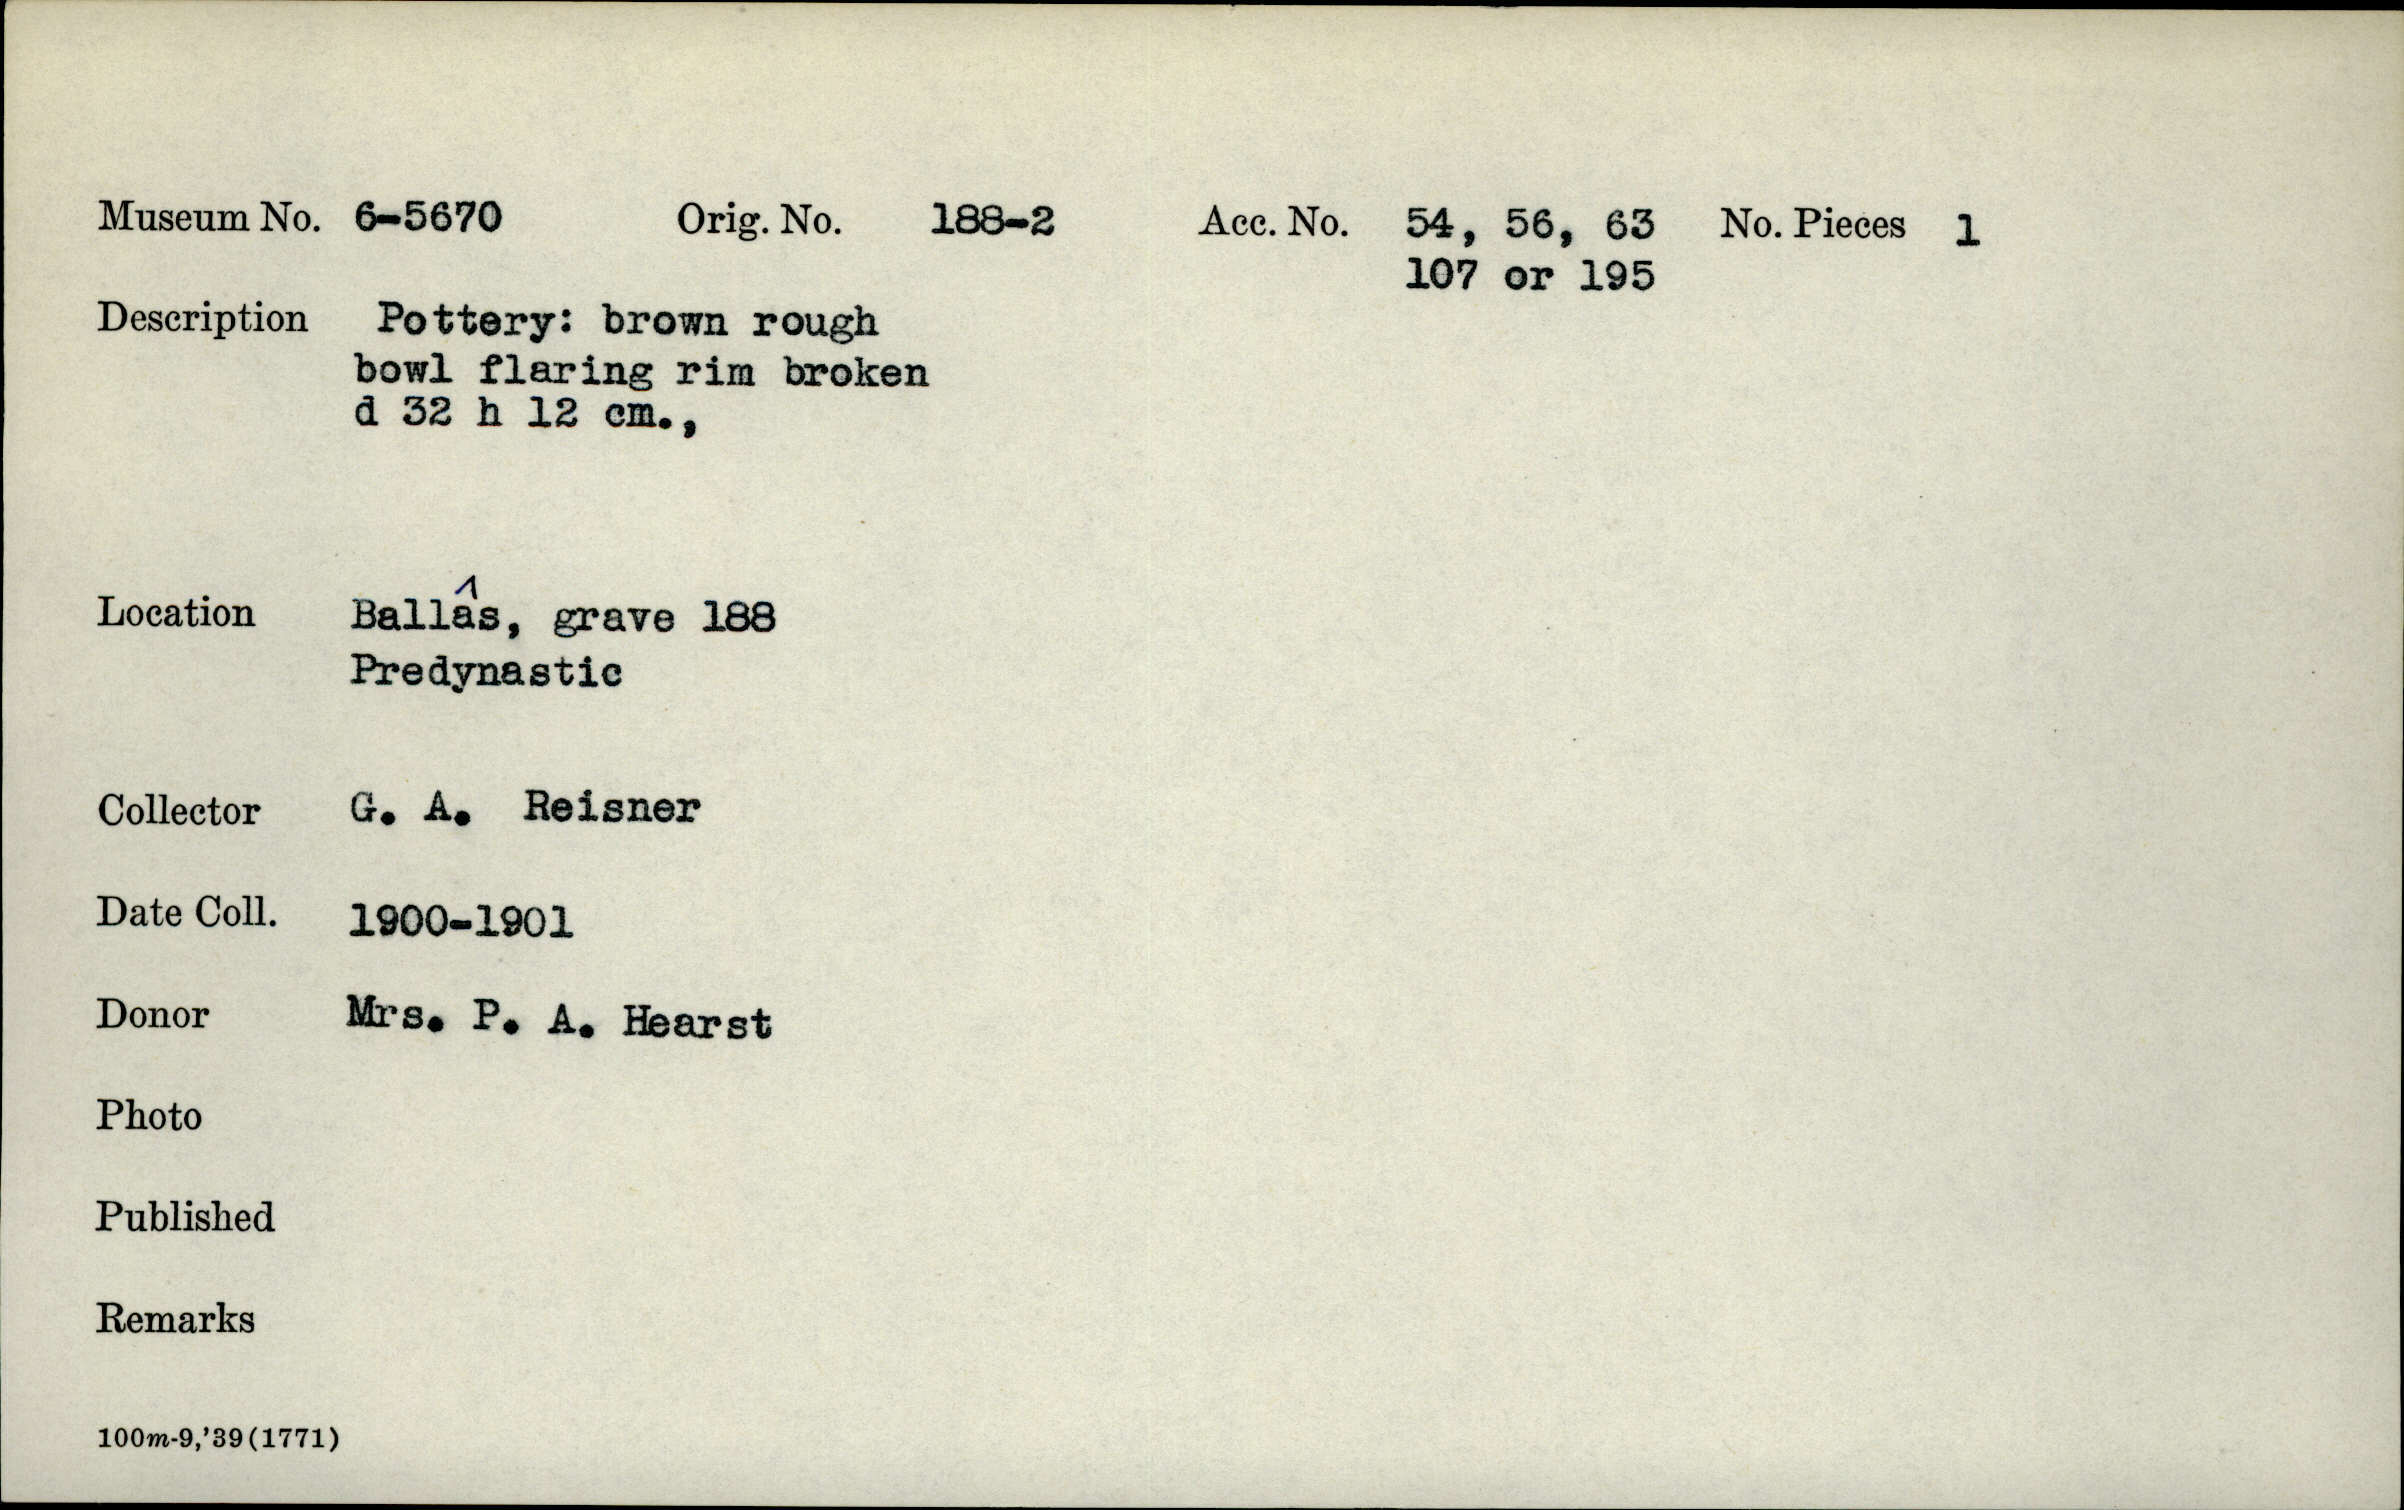 Museum No. 6-5670 Orig. No. 188-2 Acc. No. 54, 56, 63 No. Pieces 1
107 or 195
Description Pottery: brown rough
bowl flaring rim broken
d 32 h 12 cm.,
Location Ballâs, grave 188
Predynastic
Collector G. A. Reisner
Date Coll. 1900-1901
Donor Mrs. P. A. Hearst
Photo
Published
Remarks
100m-9,'39(1771)